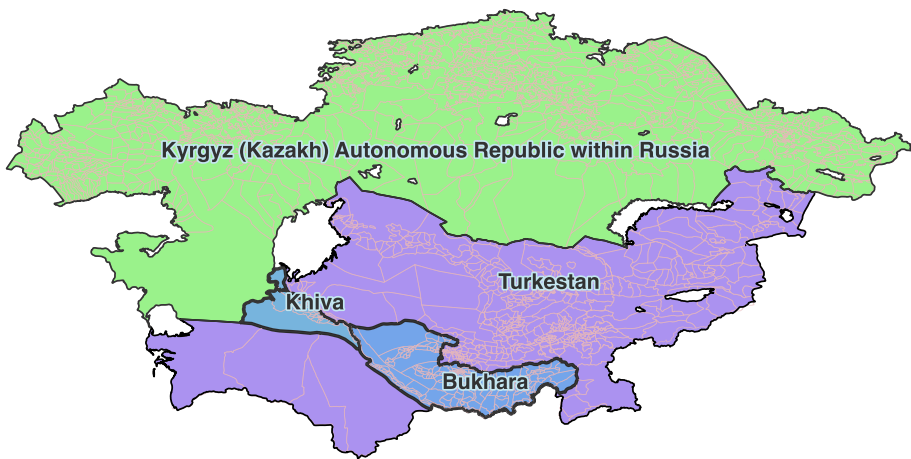 Kyrgyz (Kazakh) Autonomous Republic within Russia
Turkestan
Khiva
Bukhara